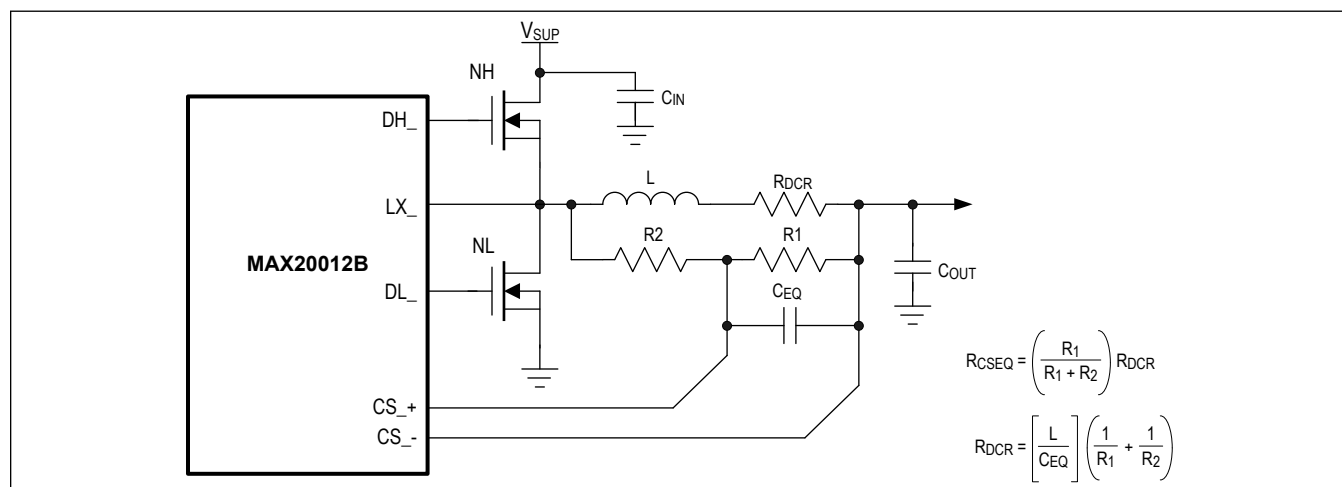 VSUP
NH
CIN
DH_
L
RDCR
LX_
R2
R1
NL
MAX20012B
COUT
DL_
CEQ
RCSEQ = (R1 / (R1 + R2)) RDCR
CS_+
CS_-
RDCR = [L / CEQ] (1 / R1 + 1 / R2)